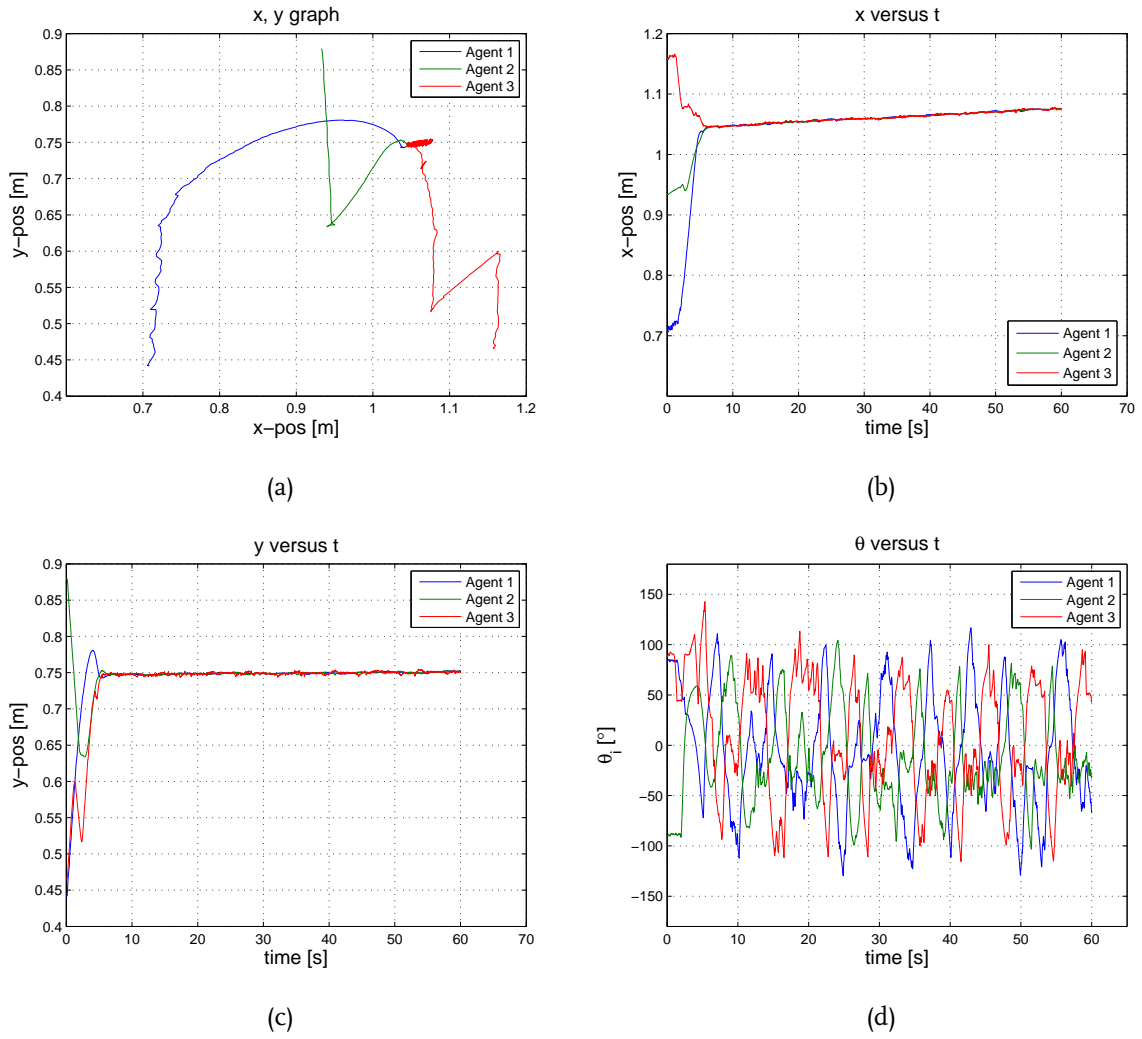 x, y graph
0.9
0.85
0.8
0.75
0.7
0.65
0.6
0.55
0.5
0.45
0.4
0.7 0.8 0.9 1 1.1 1.2
x−pos [m]
y−pos [m]
Agent 1
Agent 2
Agent 3
(a)
x versus t
1.2
1.1
1
0.9
0.8
0.7
0 10 20 30 40 50 60 70
time [s]
x−pos [m]
Agent 1
Agent 2
Agent 3
(b)
y versus t
0.9
0.85
0.8
0.75
0.7
0.65
0.6
0.55
0.5
0.45
0.4
0 10 20 30 40 50 60 70
time [s]
y−pos [m]
Agent 1
Agent 2
Agent 3
(c)
θ versus t
150
100
50
0
−50
−100
−150
0 10 20 30 40 50 60
time [s]
θi [°]
Agent 1
Agent 2
Agent 3
(d)